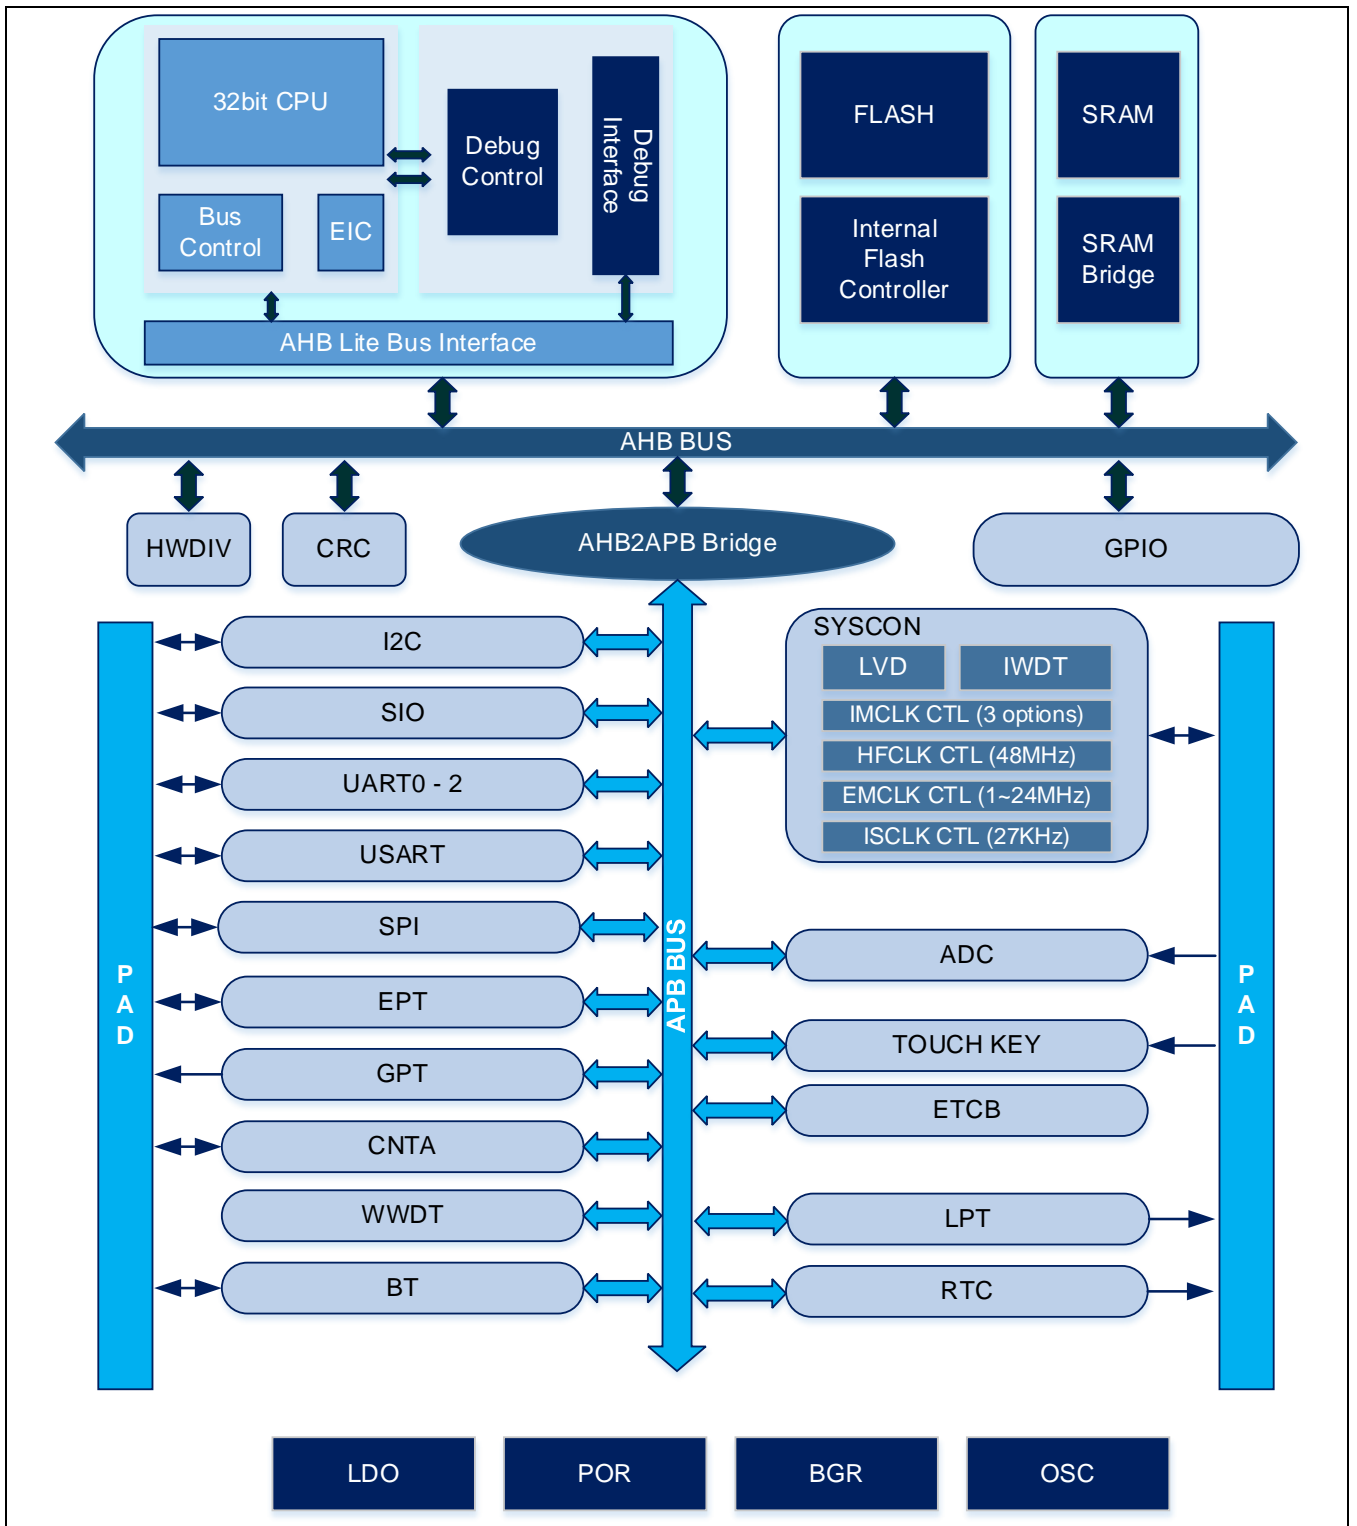 32bit CPU
Bus
Control
EIC
Debug
Control
Debug
Interface
AHB Lite Bus Interface
FLASH
Internal
Flash
Controller
SRAM
SRAM
Bridge
AHB BUS
HWDIV
CRC
AHB2APB Bridge
GPIO
PAD
I2C
SIO
UART0 - 2
USART
SPI
EPT
GPT
CNTA
WWDT
BT
APB BUS
SYSCON
LVD
IWDT
IMCLK CTL (3 options)
HFCLK CTL (48MHz)
EMCLK CTL (1~24MHz)
ISCLK CTL (27KHz)
ADC
TOUCH KEY
ETCB
LPT
RTC
PAD
LDO
POR
BGR
OSC